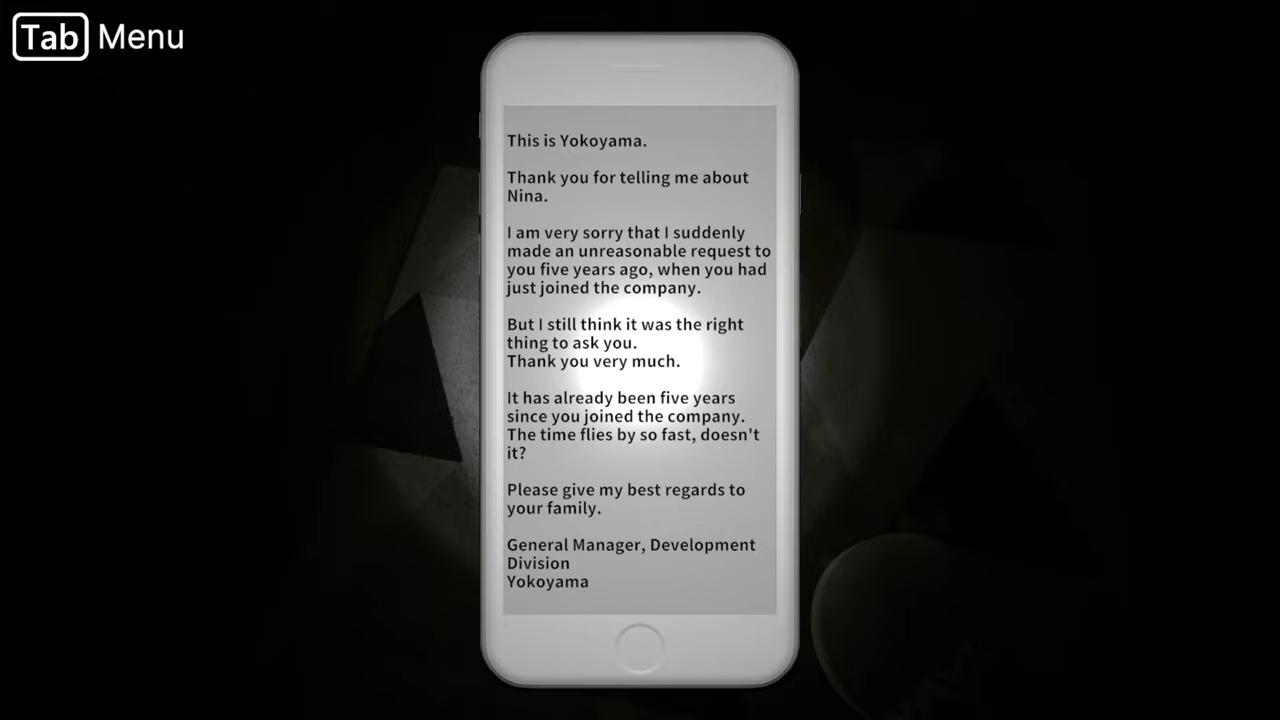 Tab Menu
This is Yokoyama.
Thank you for telling me about
Nina.
I am very sorry that I suddenly
made an unreasonable request to
you five years ago, when you had
just joined the company.
But I still think it was the right
thing to ask you.
Thank you very much.
It has already been five years
since you joined the company.
The time flies by so fast, doesn't
it?
Please give my best regards to
your family.
General Manager, Development
Division
Yokoyama